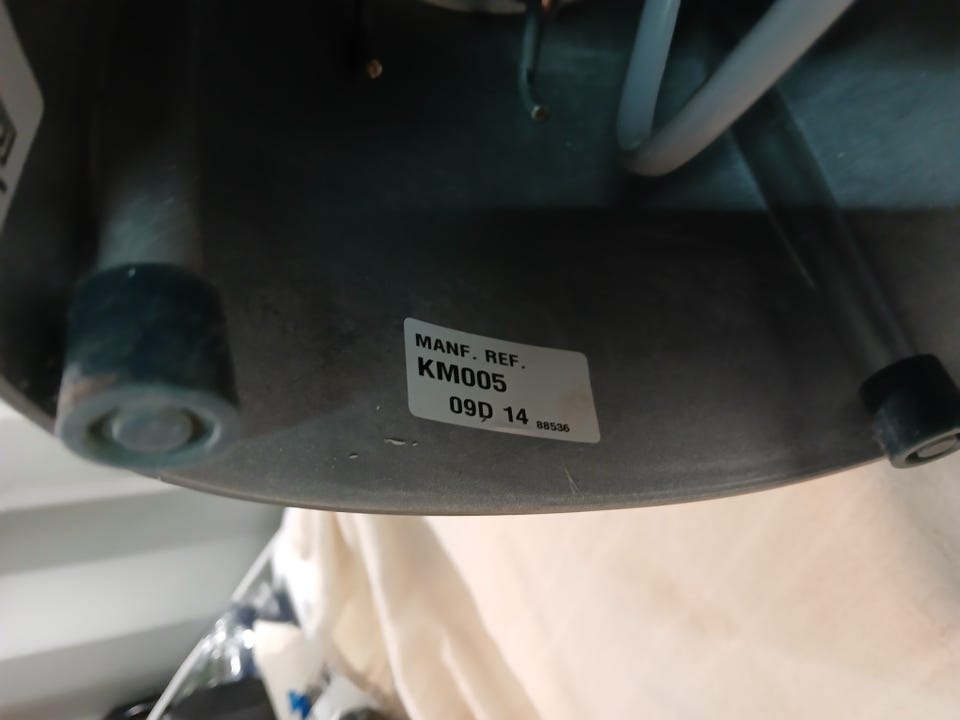 MANF. REF.
KM005
09D 14 88536